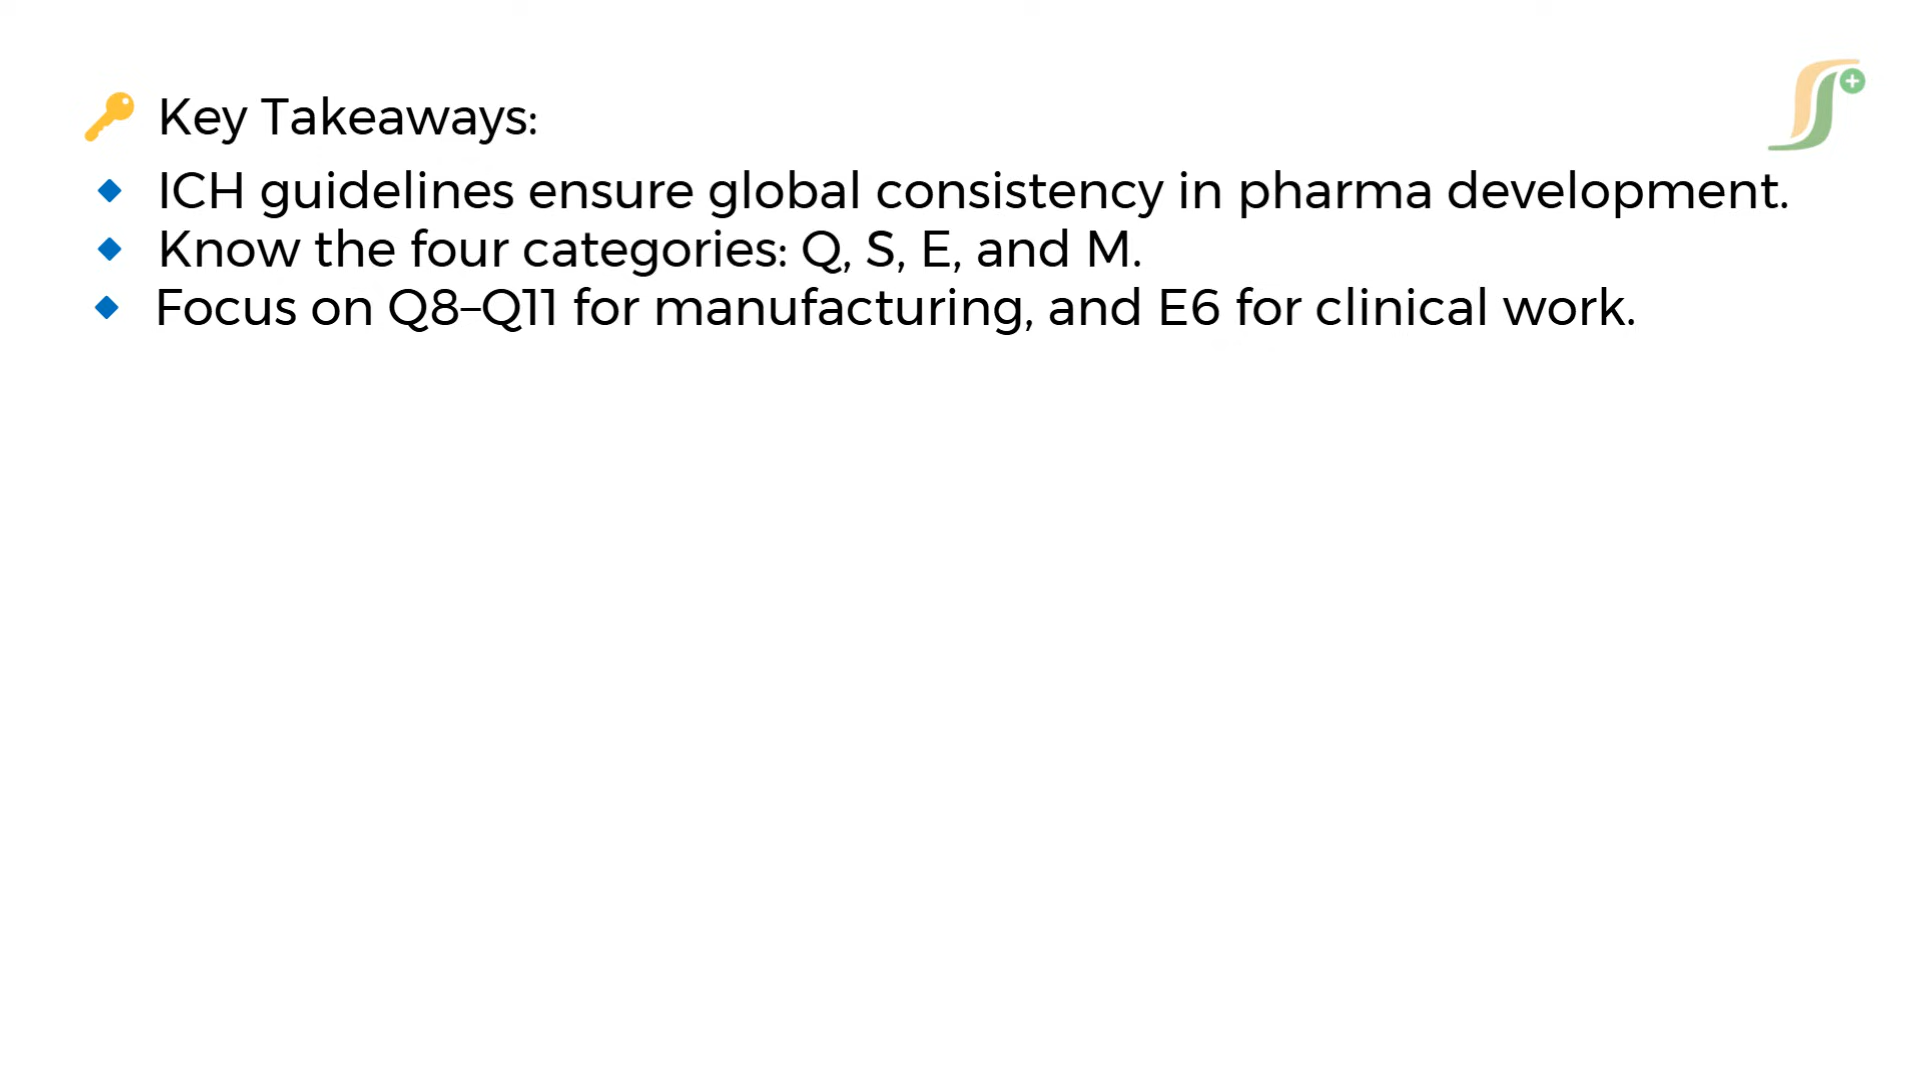 🔑 Key Takeaways:
🔹 ICH guidelines ensure global consistency in pharma development.
🔹 Know the four categories: Q, S, E, and M.
🔹 Focus on Q8–Q11 for manufacturing, and E6 for clinical work.